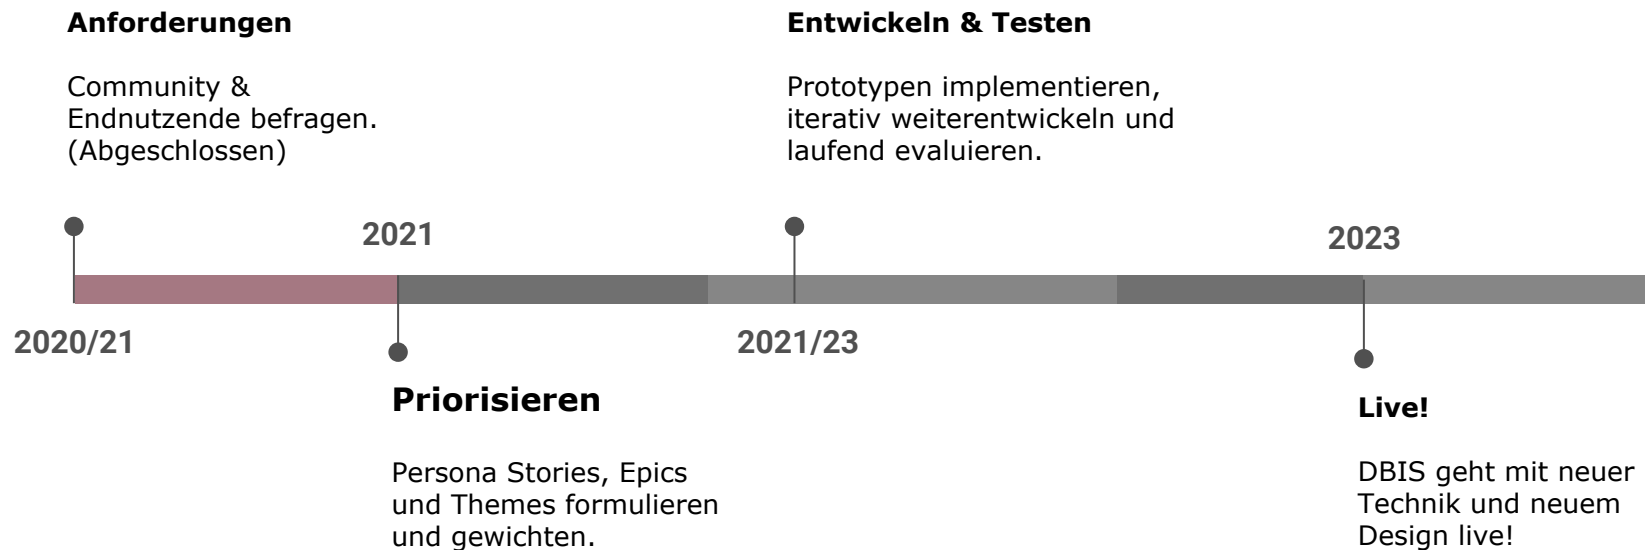 Anforderungen
Community &
Endnutzende befragen.
(Abgeschlossen)
Entwickeln & Testen
Prototypen implementieren,
iterativ weiterentwickeln und
laufend evaluieren.
2021
2023
2020/21
2021/23
Priorisieren
Persona Stories, Epics
und Themes formulieren
und gewichten.
Live!
DBIS geht mit neuer
Technik und neuem
Design live!